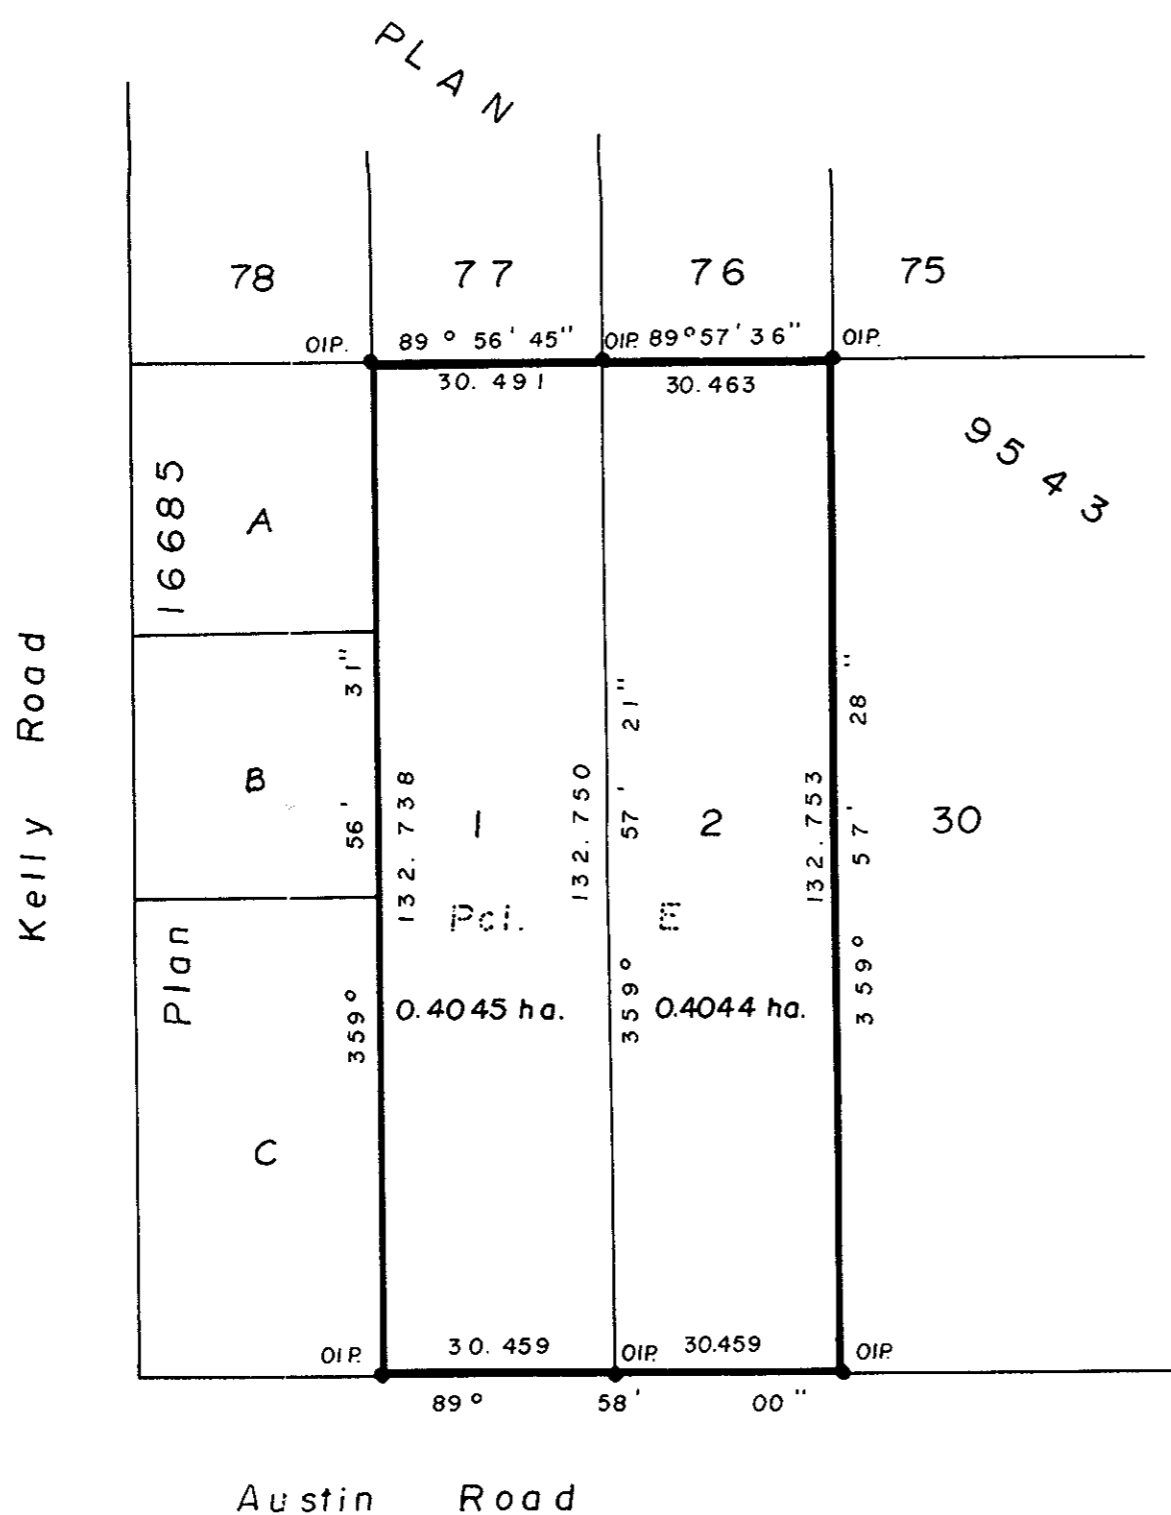 PLAN
78
77
76
75
OIP.
89° 56' 45"
OIP.
89° 57' 36"
OIP.
30.491
30.463
9543
16685
A
Kelly Road
B
Plan
C
359° 56' 31"
132.738
1
132.750
359° 57' 21"
2
132.753
359° 57' 28"
30
Pcl. E
0.4045 ha.
0.4044 ha.
OIP.
30.459
OIP.
30.459
OIP.
89° 58' 00"
Austin Road